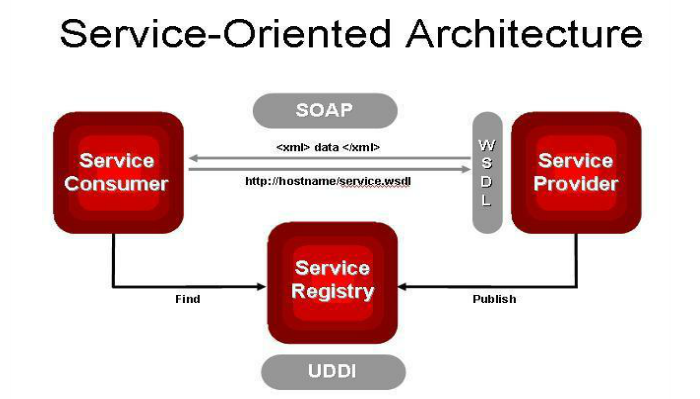 Service-Oriented Architecture
SOAP
<xml> data </xml>
http://hostname/service.wsdl
Service
Consumer
W
S
D
L
Service
Provider
Service
Registry
Find
Publish
UDDI